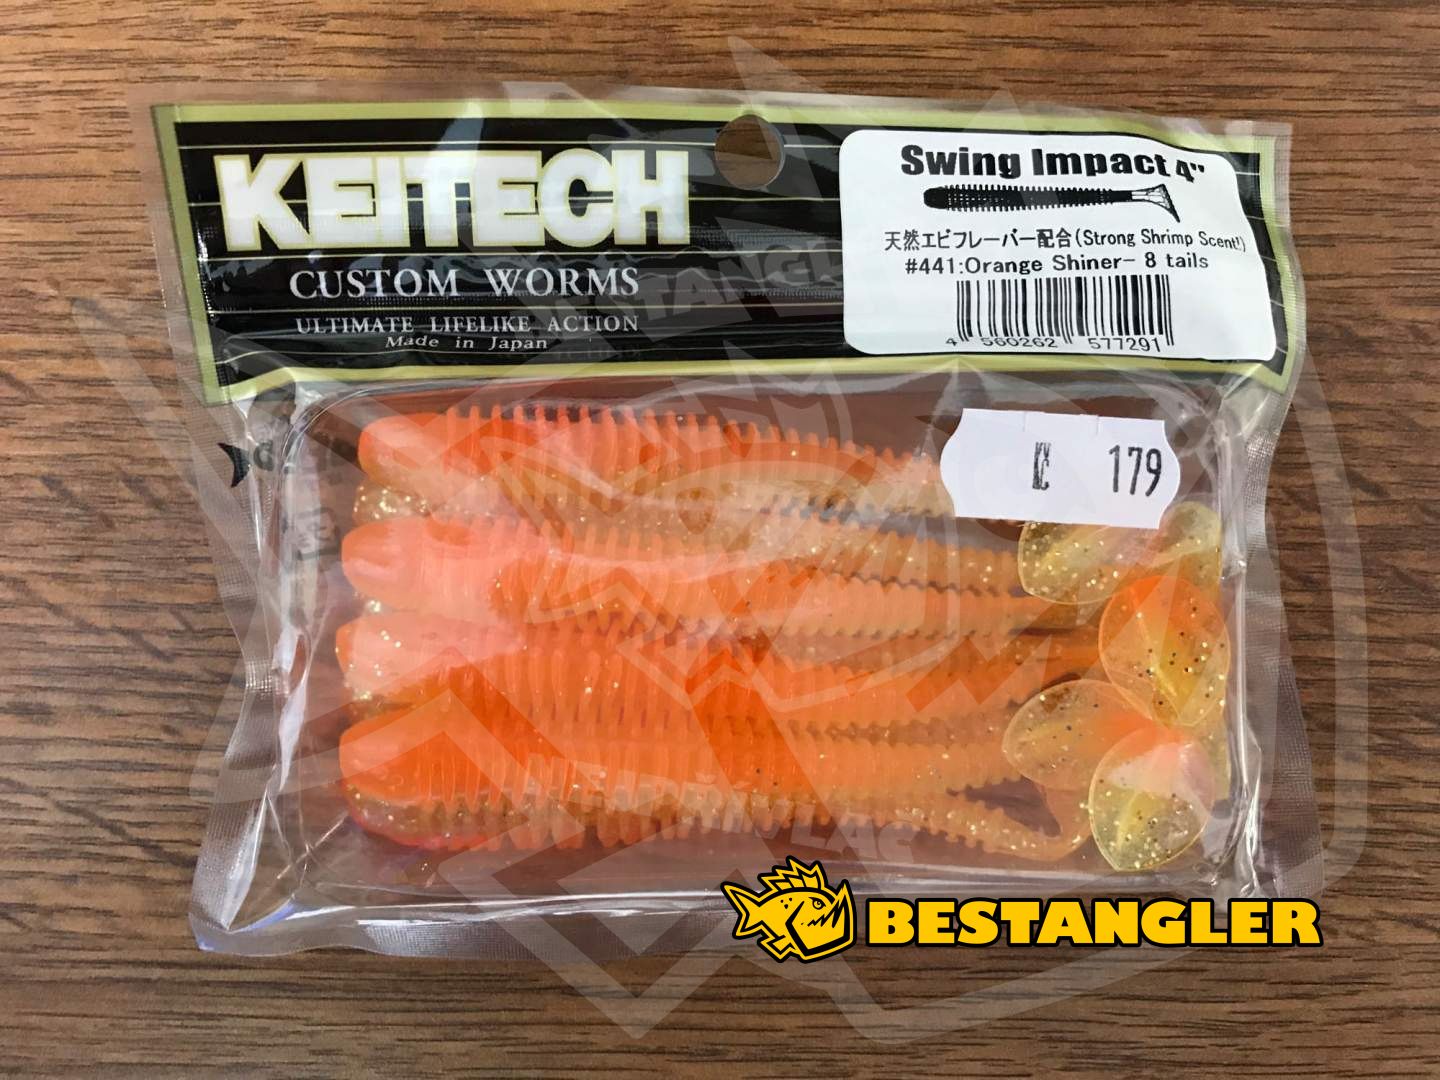 KEITECH
CUSTOM WORMS
ULTIMATE LIFELIKE ACTION
Made in Japan
Swing Impact 4"
天然エビフレーバー配合(Strong Shrimp Scent!)
#441:Orange Shiner- 8 tails
4 560262 577291
Kč 179
BESTANGLER